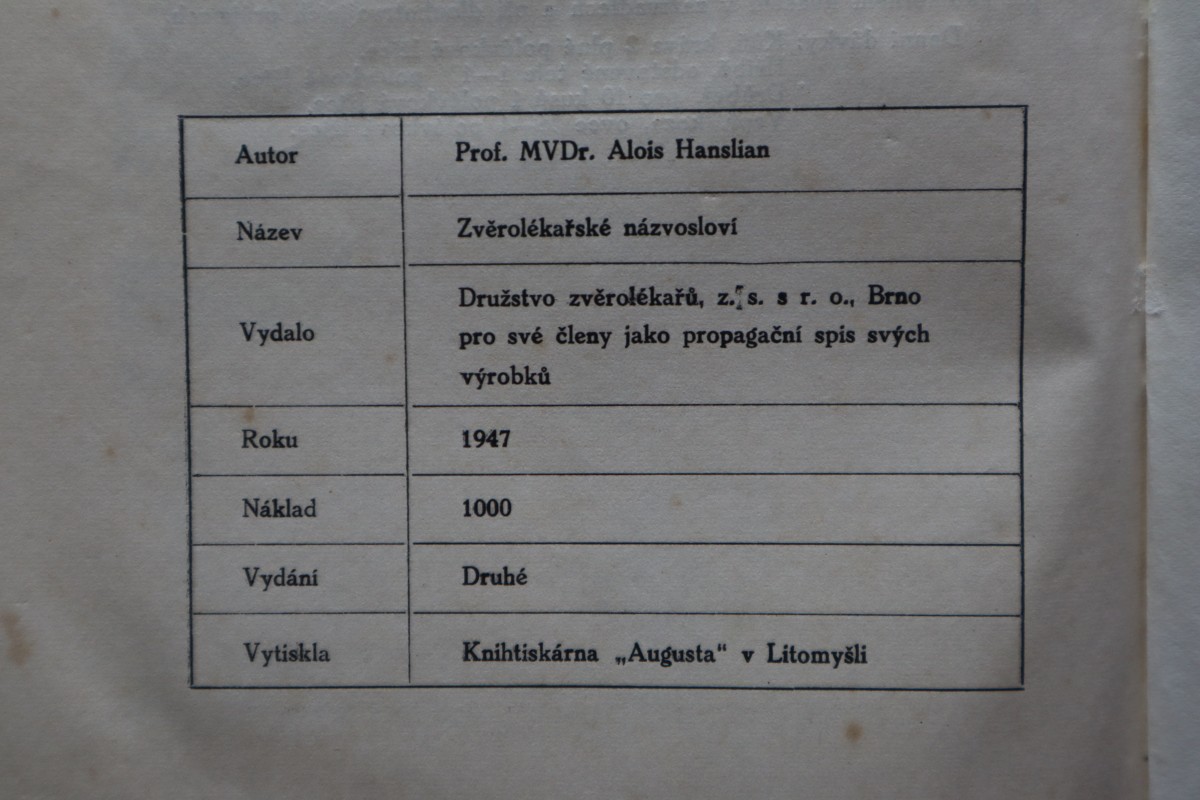 Autor Prof. MVDr. Alois Hanslian
Název Zvěrolékařské názvosloví
Družstvo zvěrolékařů, z. s. s r. o., Brno
Vydalo pro své členy jako propagační spis svých
výrobků
Roku 1947
Náklad 1000
Vydání Druhé
Vytiskla Knihtiskárna „Augusta“ v Litomyšli